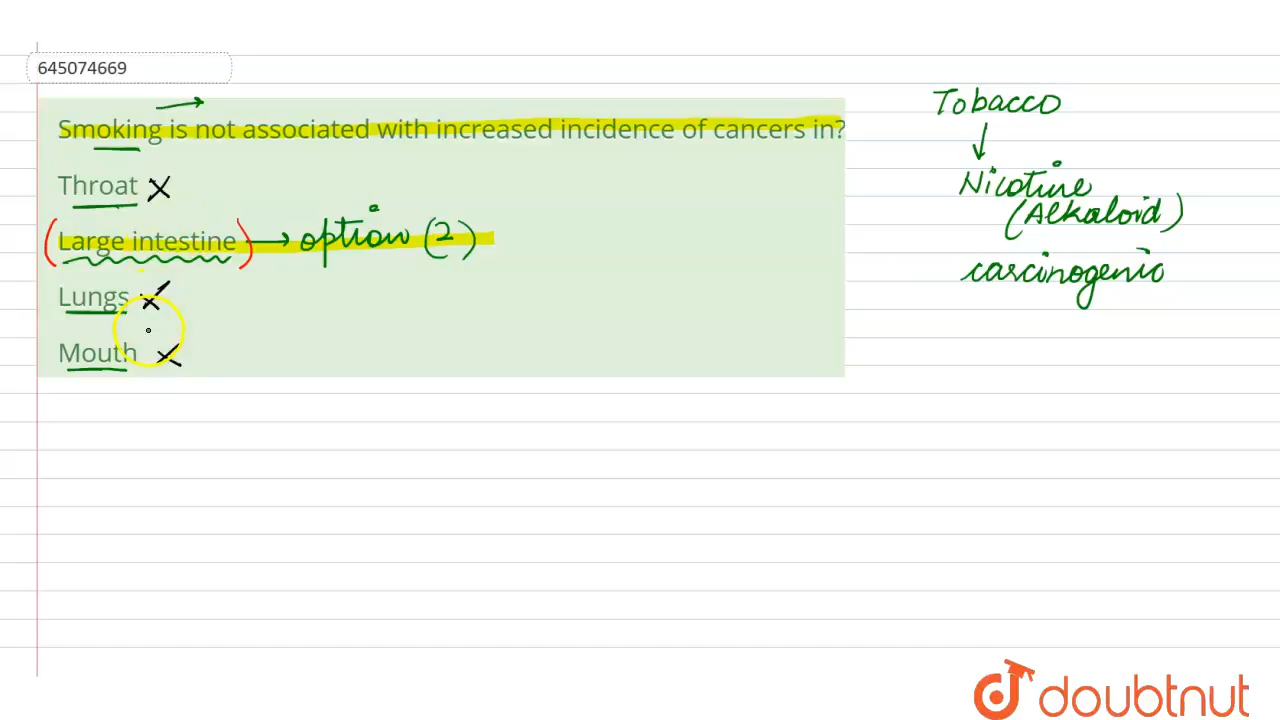 645074669
Smoking is not associated with increased incidence of cancers in?
Throat
Large intestine → option (2)
Lungs
Mouth
Tobacco
Nicotine
(Alkaloid)
carscinogenic
doubtnut